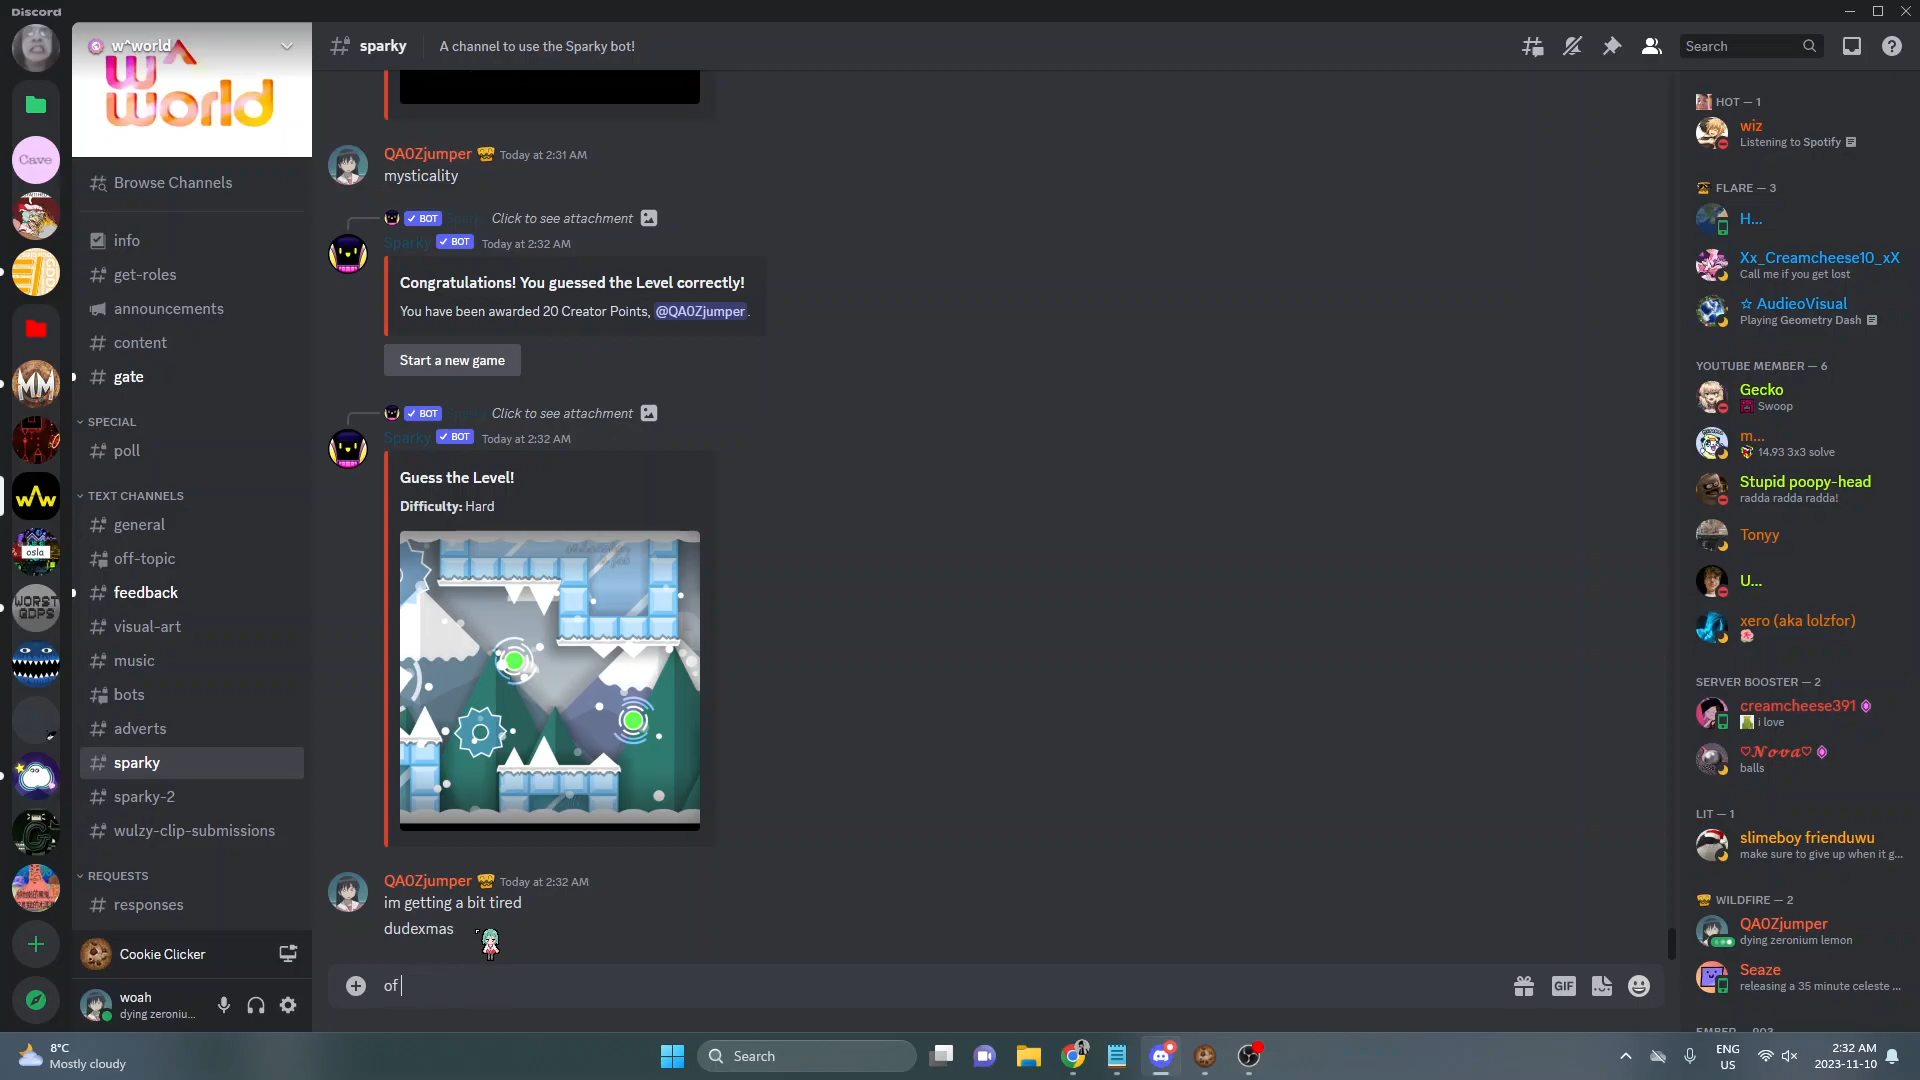 Discord
w^world
w^
world
sparky
A channel to use the Sparky bot!
Search
Browse Channels
info
get-roles
announcements
content
gate
SPECIAL
poll
TEXT CHANNELS
general
off-topic
feedback
visual-art
music
bots
adverts
sparky
sparky-2
wulzy-clip-submissions
REQUESTS
responses
Cookie Clicker
woah
dying zeroniu...
Cave
GDDP
MM
osla
WORST
GDPS
QA0Zjumper Today at 2:31 AM
mysticality
BOT Click to see attachment
Sparky BOT Today at 2:32 AM
Congratulations! You guessed the Level correctly!
You have been awarded 20 Creator Points, @QA0Zjumper.
Start a new game
BOT Click to see attachment
Sparky BOT Today at 2:32 AM
Guess the Level!
Difficulty: Hard
QA0Zjumper Today at 2:32 AM
im getting a bit tired
dudexmas
of
GIF
HOT — 1
wiz
Listening to Spotify
FLARE — 3
H...
Xx_Creamcheese10_xX
Call me if you get lost
☆ AudieoVisual
Playing Geometry Dash
YOUTUBE MEMBER — 6
Gecko
Swoop
m...
14.93 3x3 solve
Stupid poopy-head
radda radda radda!
Tonyy
U...
xero (aka lolzfor)
SERVER BOOSTER — 2
creamcheese391
i love
♡𝓝𝓸𝓿𝓪♡
balls
LIT — 1
slimeboy frienduwu
make sure to give up when it g...
WILDFIRE — 2
QA0Zjumper
dying zeronium lemon
Seaze
releasing a 35 minute celeste ...
8°C
Mostly cloudy
Search
ENG
US
2:32 AM
2023-11-10